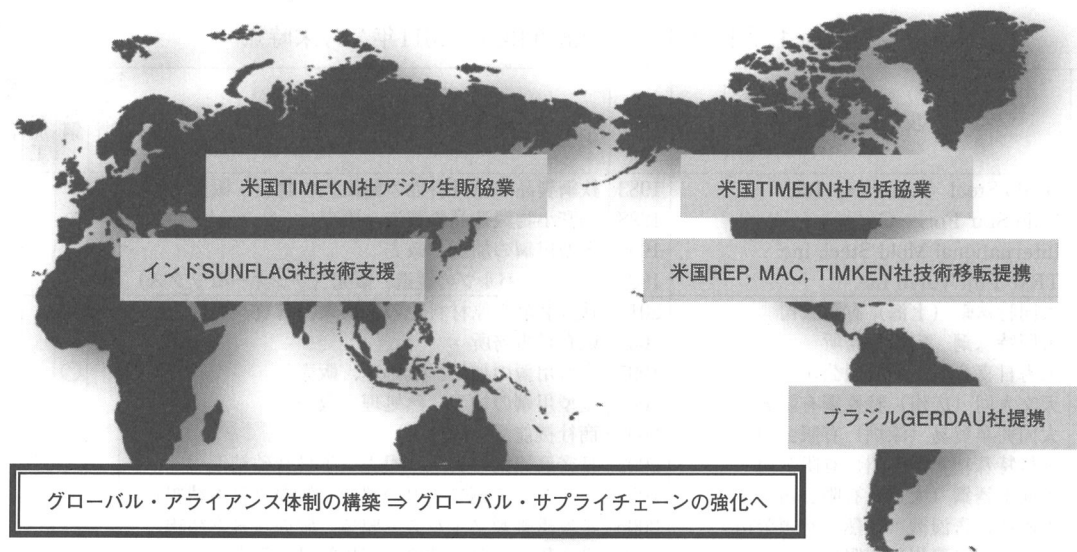 米国TIMEKN社アジア生販協業
米国TIMEKN社包括協業
インドSUNFLAG社技術支援
米国REP, MAC, TIMKEN社技術移転提携
ブラジルGERDAU社提携
グローバル・アライアンス体制の構築 ⇒ グローバル・サプライチェーンの強化へ